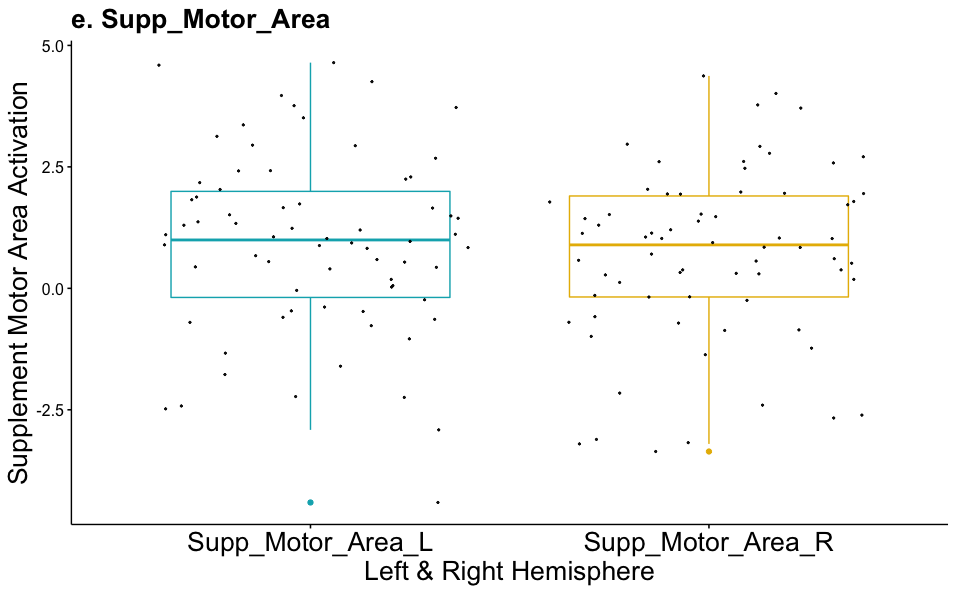 e. Supp_Motor_Area
Supplement Motor Area Activation
5.0
2.5
0.0
-2.5
Supp_Motor_Area_L
Supp_Motor_Area_R
Left & Right Hemisphere